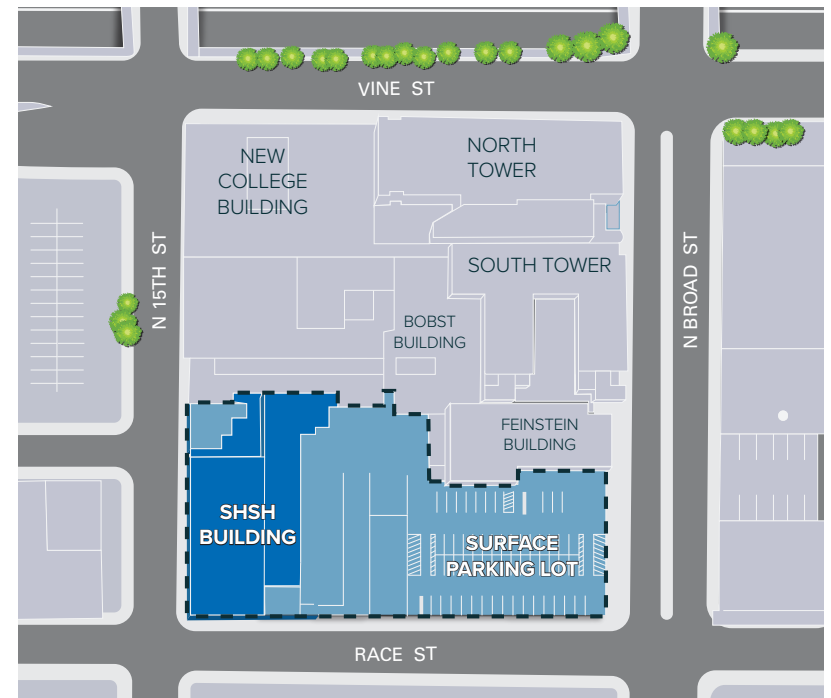 VINE ST
NEW
COLLEGE
BUILDING
NORTH
TOWER
N 15TH ST
SOUTH TOWER
N BROAD ST
BOBST
BUILDING
FEINSTEIN
BUILDING
SHSH
BUILDING
SURFACE
PARKING LOT
RACE ST